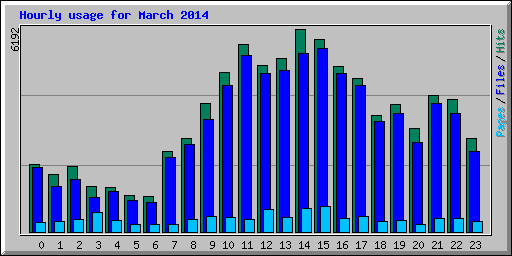 Hourly usage for March 2014
6192
Pages / Files / Hits
0 1 2 3 4 5 6 7 8 9 10 11 12 13 14 15 16 17 18 19 20 21 22 23